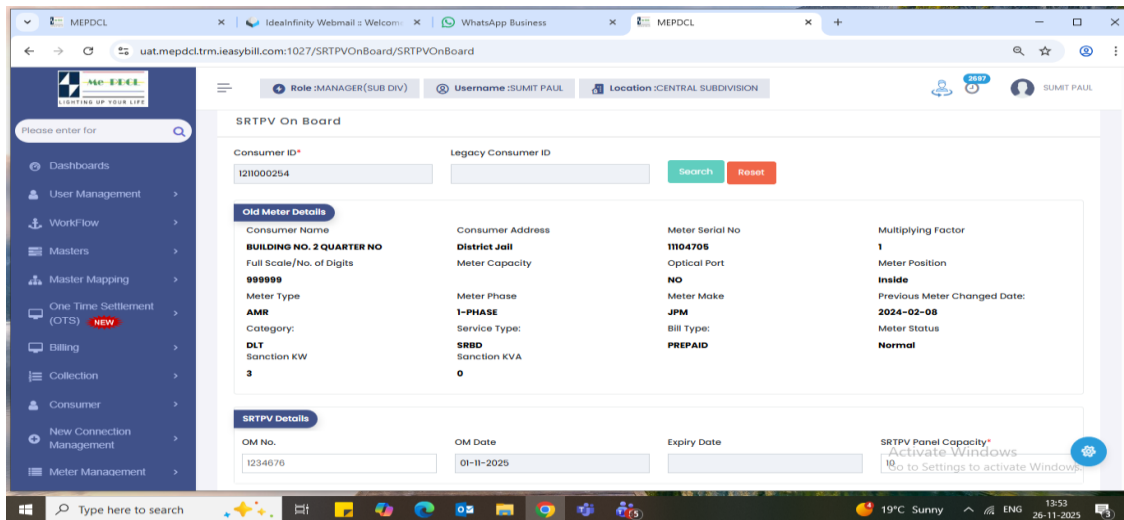 MEPDCL
IdeaInfinity Webmail :: Welcome
WhatsApp Business
MEPDCL
uat.mepdcl.trm.ieasybill.com:1027/SRTPVOnBoard/SRTPVOnBoard
Me PDCL
LIGHTING UP YOUR LIFE
Role :MANAGER(SUB DIV)
Username :SUMIT PAUL
Location :CENTRAL SUBDIVISION
2697
SUMIT PAUL
Please enter for
Dashboards
User Management
WorkFlow
Masters
Master Mapping
One Time Settlement
(OTS) NEW
Billing
Collection
Consumer
New Connection
Management
Meter Management
SRTPV On Board
Consumer ID* Legacy Consumer ID
1211000254 Search Reset
Old Meter Details
Consumer Name Consumer Address Meter Serial No Multiplying Factor
BUILDING NO. 2 QUARTER NO District Jail 11104705 1
Full Scale/No. of Digits Meter Capacity Optical Port Meter Position
999999 NO Inside
Meter Type Meter Phase Meter Make Previous Meter Changed Date:
AMR 1-PHASE JPM 2024-02-08
Category: Service Type: Bill Type: Meter Status
DLT SRBD PREPAID Normal
Sanction KW Sanction KVA
3 0
SRTPV Details
OM No. OM Date Expiry Date SRTPV Panel Capacity*
1234676 01-11-2025 10
Activate Windows
Go to Settings to activate Windows.
Type here to search
5
19°C Sunny
ENG
13:53
26-11-2025
3